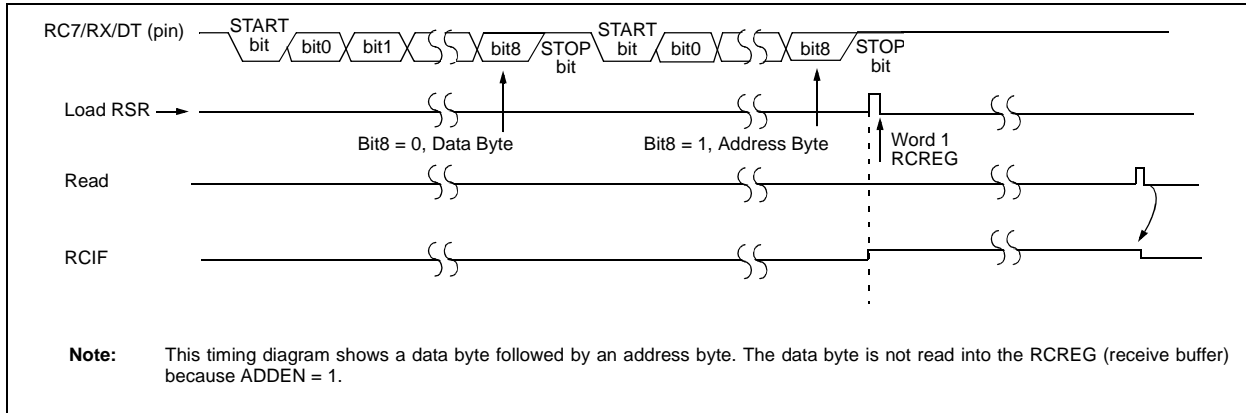 RC7/RX/DT (pin)
START
bit
bit0
bit1
bit8
STOP
bit
START
bit
bit0
bit8
STOP
bit
Load RSR
Bit8 = 0, Data Byte
Bit8 = 1, Address Byte
Word 1
RCREG
Read
RCIF
Note: This timing diagram shows a data byte followed by an address byte. The data byte is not read into the RCREG (receive buffer)
because ADDEN = 1.